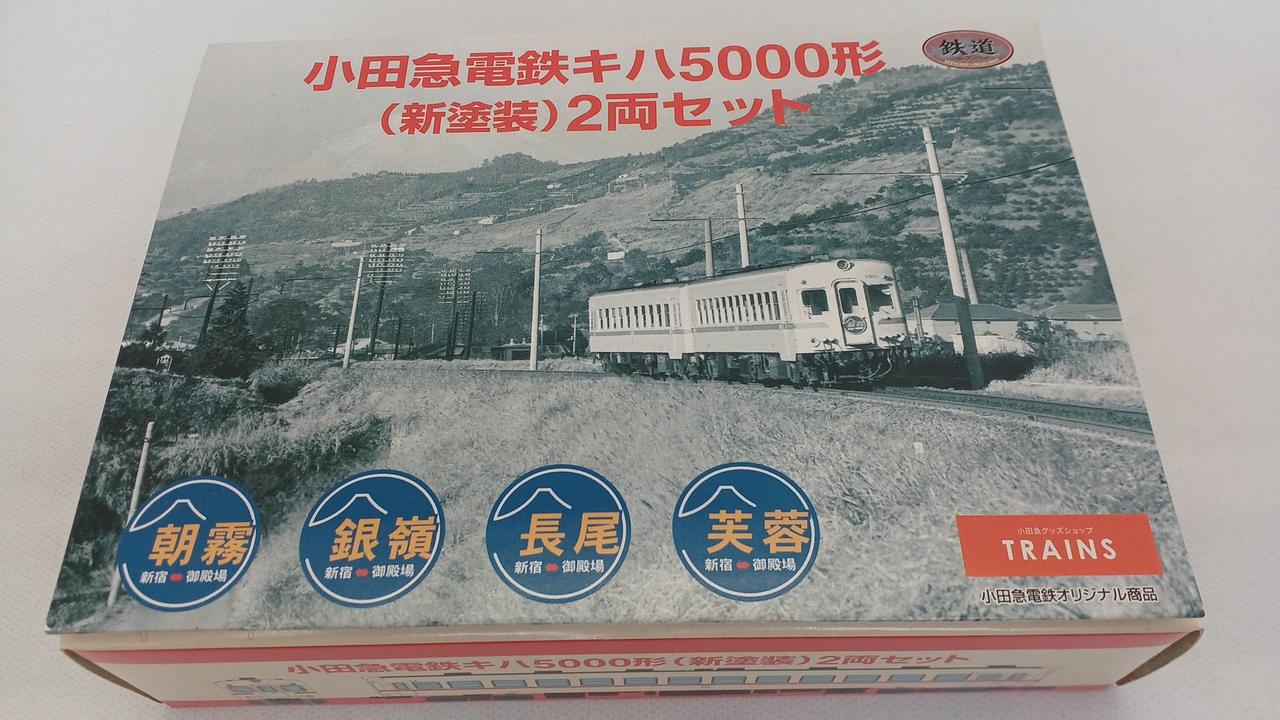 小田急電鉄キハ5000形
(新塗装)2両セット
鉄道
朝霧
新宿 御殿場
銀嶺
新宿 御殿場
長尾
新宿 御殿場
芙蓉
新宿 御殿場
小田急グッズショップ
TRAINS
小田急電鉄オリジナル商品
小田急電鉄キハ5000形(新塗装)2両セット